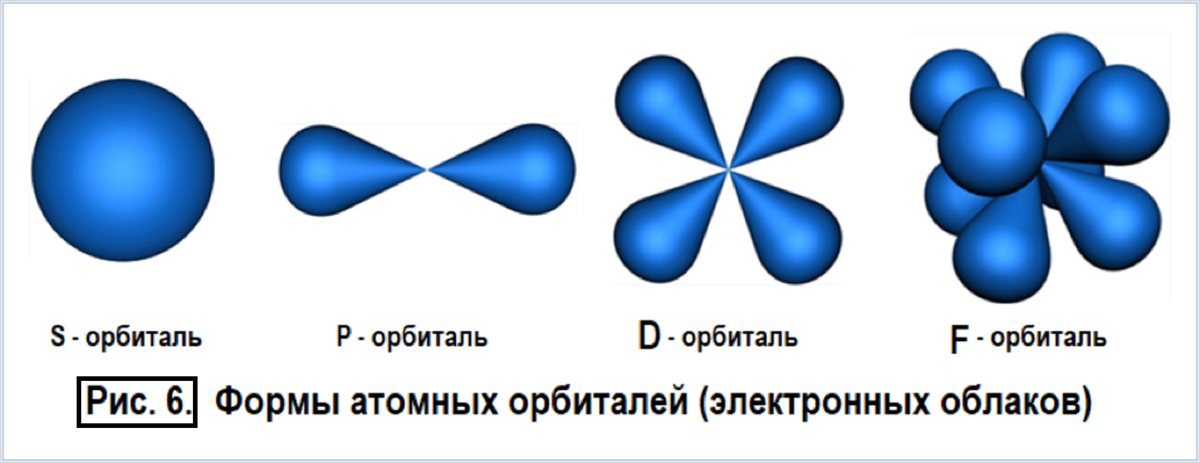 S - орбиталь P - орбиталь D - орбиталь F - орбиталь
Рис. 6. Формы атомных орбиталей (электронных облаков)